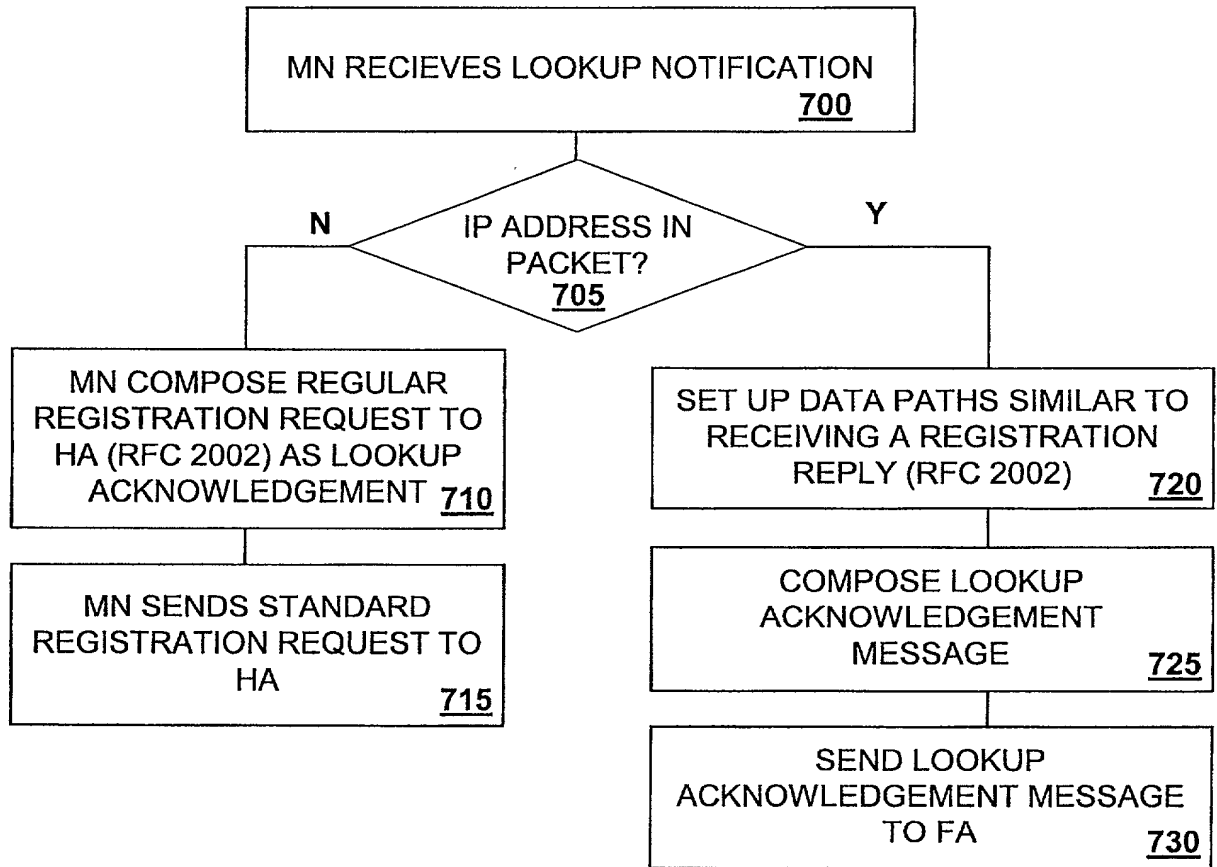 MN RECIEVES LOOKUP NOTIFICATION
700
N
IP ADDRESS IN
PACKET?
705
Y
MN COMPOSE REGULAR
REGISTRATION REQUEST TO
HA (RFC 2002) AS LOOKUP
ACKNOWLEDGEMENT 710
MN SENDS STANDARD
REGISTRATION REQUEST TO
HA
715
SET UP DATA PATHS SIMILAR TO
RECEIVING A REGISTRATION
REPLY (RFC 2002) 720
COMPOSE LOOKUP
ACKNOWLEDGEMENT
MESSAGE 725
SEND LOOKUP
ACKNOWLEDGEMENT MESSAGE
TO FA 730